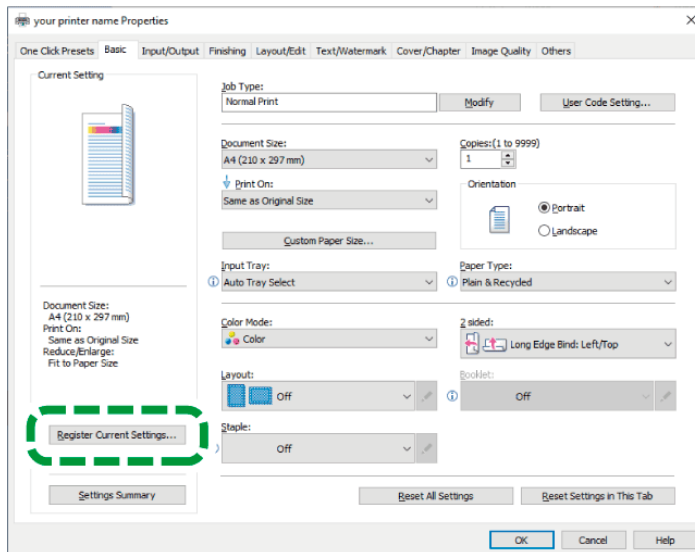 your printer name Properties
One Click Presets Basic Input/Output Finishing Layout/Edit Text/Watermark Cover/Chapter Image Quality Others
Current Setting
Document Size:
A4 (210 x 297 mm)
Print On:
Same as Original Size
Reduce/Enlarge:
Fit to Paper Size
Register Current Settings...
Settings Summary
Job Type:
Normal Print
Modify
User Code Setting...
Document Size:
A4 (210 x 297 mm)
Print On:
Same as Original Size
Custom Paper Size...
Copies:(1 to 9999)
1
Orientation
Portrait
Landscape
Input Tray:
Auto Tray Select
Paper Type:
Plain & Recycled
Color Mode:
Color
2 sided:
Long Edge Bind: Left/Top
Layout:
Off
Booklet:
Off
Staple:
Off
Reset All Settings
Reset Settings in This Tab
OK
Cancel
Help